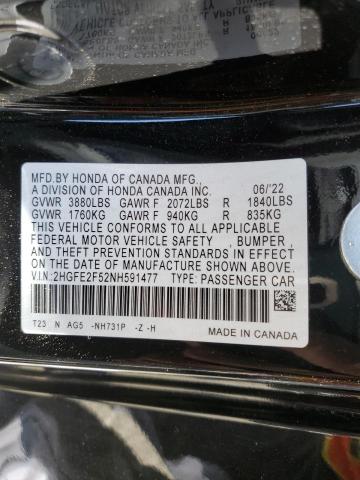 MFD.BY HONDA OF CANADA MFG.,
A DIVISION OF HONDA CANADA INC. 06/'22
GVWR 3880LBS GAWR F 2072LBS R 1840LBS
GVWR 1760KG GAWR F 940KG R 835KG
THIS VEHICLE CONFORMS TO ALL APPLICABLE
FEDERAL MOTOR VEHICLE SAFETY , BUMPER ,
AND THEFT PREVENTION STANDARDS IN EFFECT ON
THE DATE OF MANUFACTURE SHOWN ABOVE.
V.I.N.:2HGFE2F52NH591477 TYPE: PASSENGER CAR
T23 N AG5 -NH731P -Z -H
MADE IN CANADA